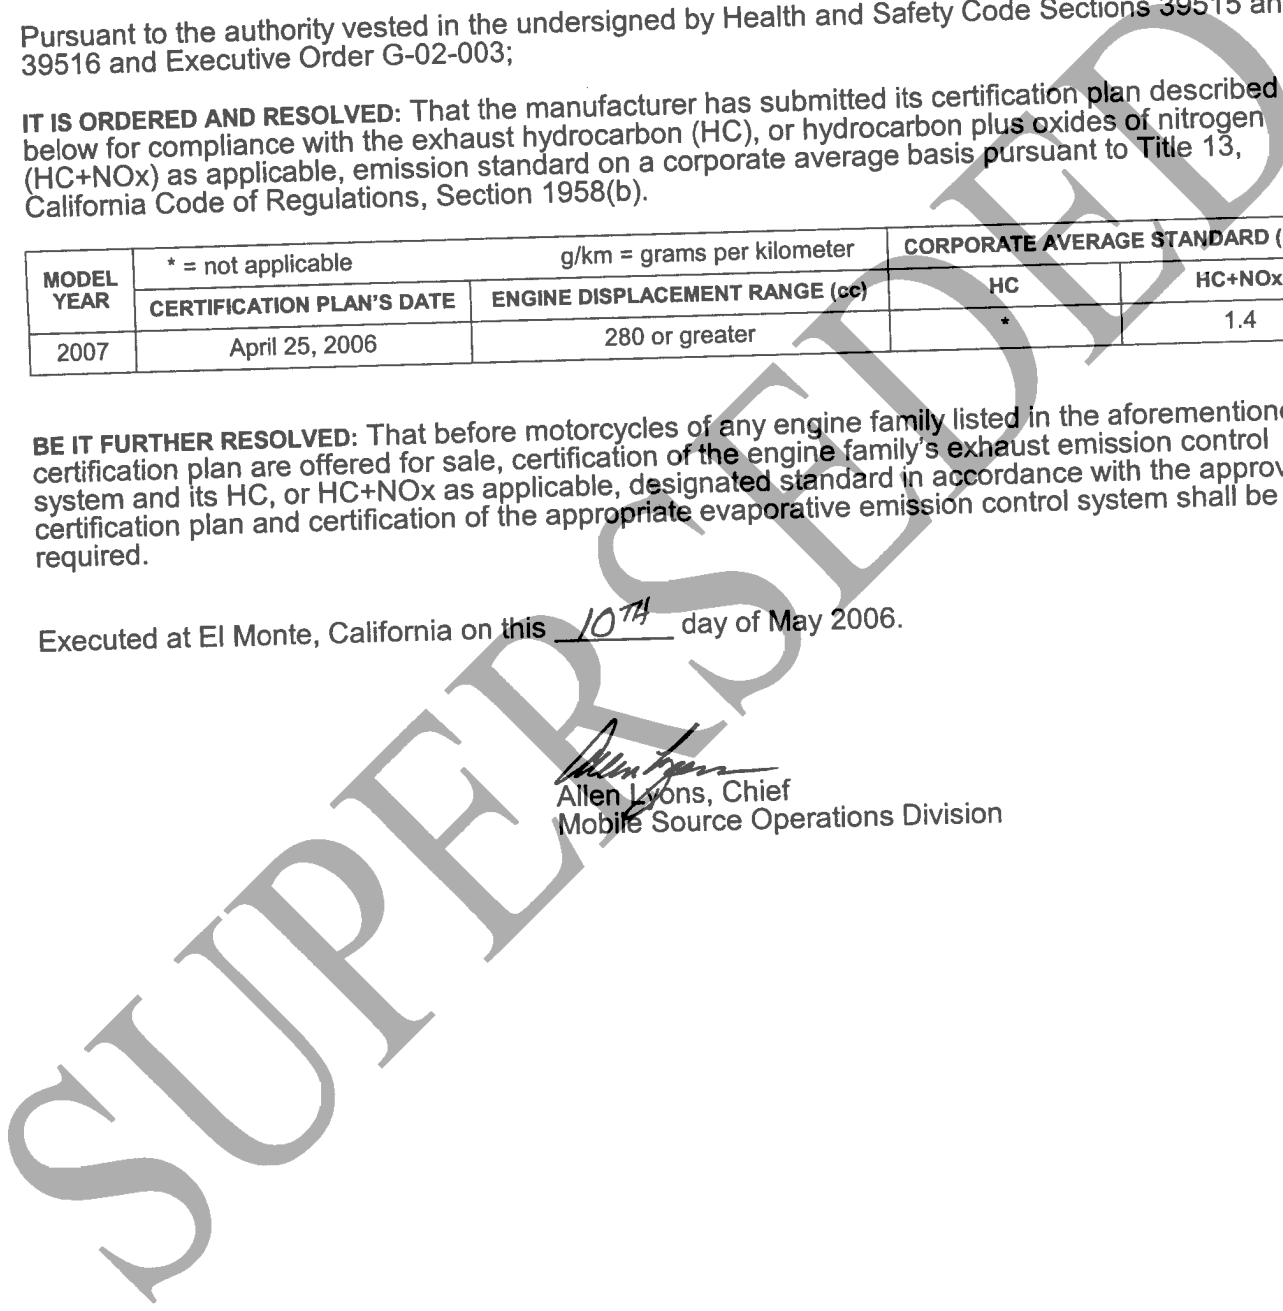 Pursuant to the authority vested in the undersigned by Health and Safety Code Sections 39515 an
39516 and Executive Order G-02-003;
IT IS ORDERED AND RESOLVED: That the manufacturer has submitted its certification plan described
below for compliance with the exhaust hydrocarbon (HC), or hydrocarbon plus oxides of nitrogen
(HC+NOx) as applicable, emission standard on a corporate average basis pursuant to Title 13,
California Code of Regulations, Section 1958(b).
MODEL YEAR * = not applicable g/km = grams per kilometer CORPORATE AVERAGE STANDARD (
CERTIFICATION PLAN'S DATE ENGINE DISPLACEMENT RANGE (cc) HC HC+NOx
2007 April 25, 2006 280 or greater * 1.4
BE IT FURTHER RESOLVED: That before motorcycles of any engine family listed in the aforementione
certification plan are offered for sale, certification of the engine family's exhaust emission control
system and its HC, or HC+NOx as applicable, designated standard in accordance with the approv
certification plan and certification of the appropriate evaporative emission control system shall be
required.
Executed at El Monte, California on this 10TH day of May 2006.
Allen Lyons
Allen Lyons, Chief
Mobile Source Operations Division
SUPERSEDED